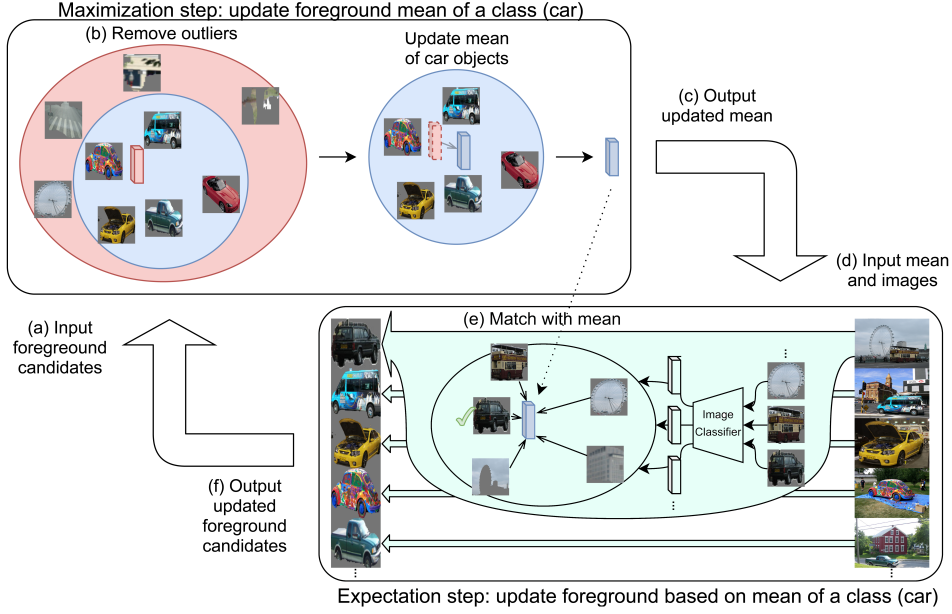 Maximization step: update foreground mean of a class (car)
(b) Remove outliers
Update mean
of car objects
(c) Output
updated mean
(d) Input mean
and images
(a) Input
foregreound
candidates
(e) Match with mean
Image
Classifier
(f) Output
updated
foreground
candidates
Expectation step: update foreground based on mean of a class (car)